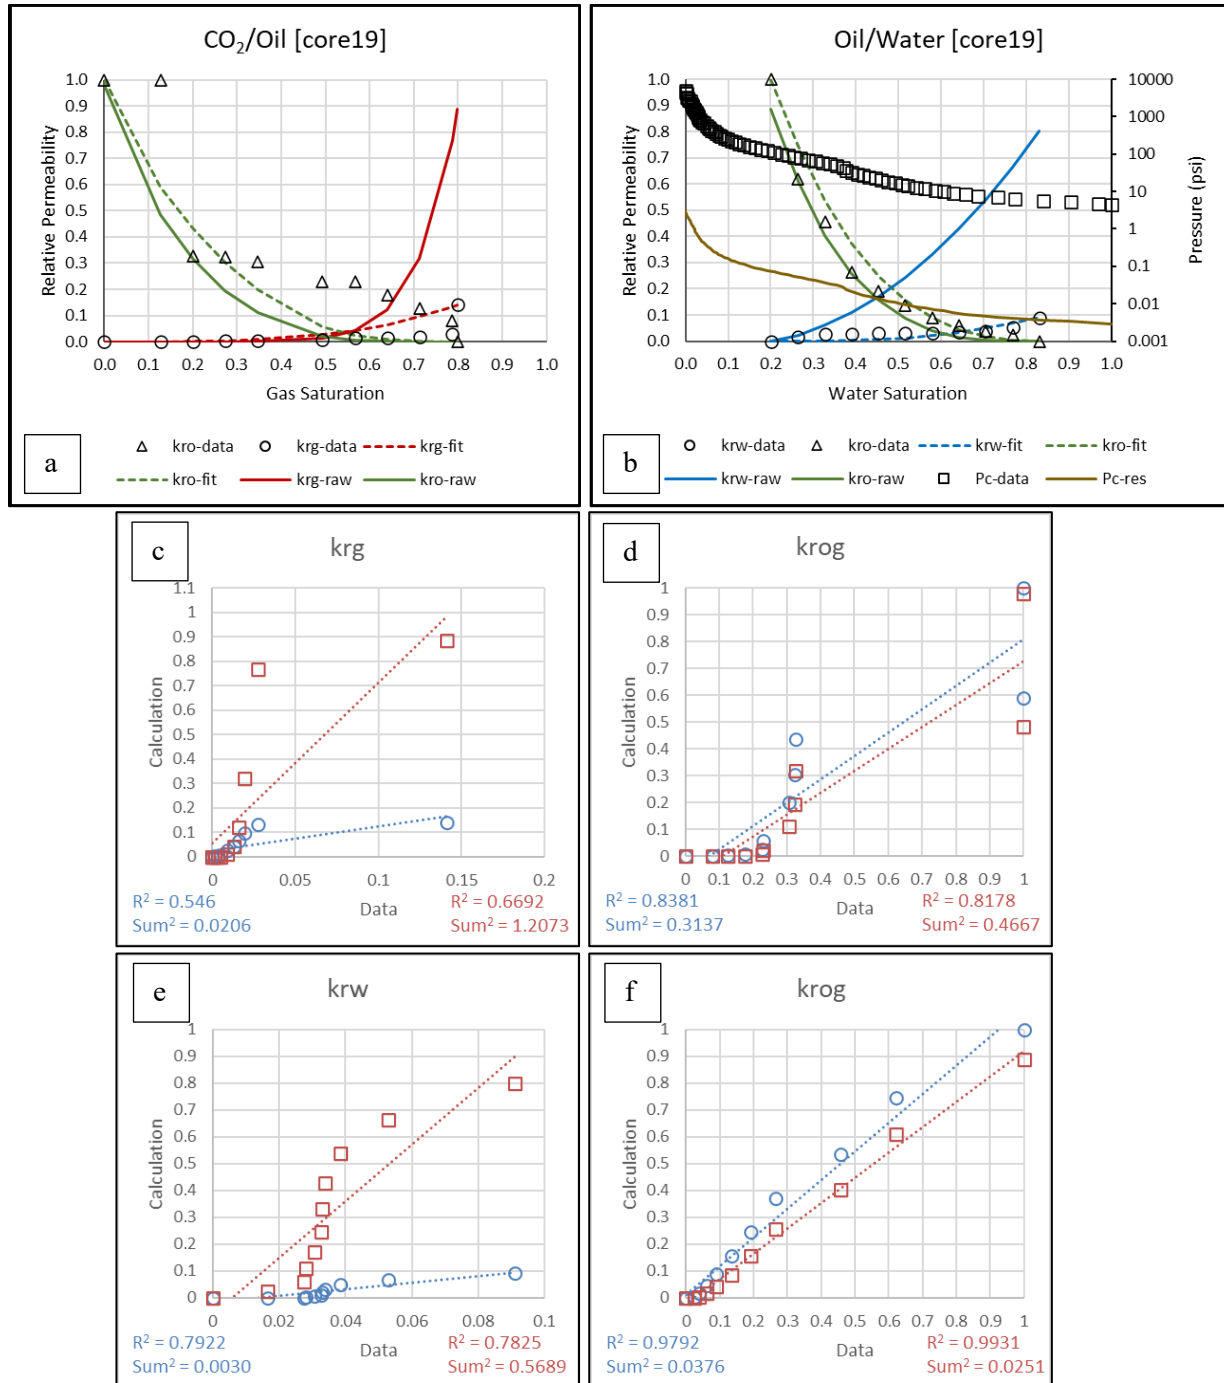 CO2/Oil [core19]
1.0
0.9
0.8
0.7
0.6
0.5
0.4
0.3
0.2
0.1
0.0
Relative Permeability
0.0 0.1 0.2 0.3 0.4 0.5 0.6 0.7 0.8 0.9 1.0
Gas Saturation
kro-data krg-data krg-fit
kro-fit krg-raw kro-raw
a
Oil/Water [core19]
1.0
0.9
0.8
0.7
0.6
0.5
0.4
0.3
0.2
0.1
0.0
Relative Permeability
10000
1000
100
10
1
0.1
0.01
0.001
Pressure (psi)
0.0 0.1 0.2 0.3 0.4 0.5 0.6 0.7 0.8 0.9 1.0
Water Saturation
krw-data kro-data krw-fit kro-fit
krw-raw kro-raw Pc-data Pc-res
b
c
krg
1.1
1
0.9
0.8
0.7
0.6
0.5
0.4
0.3
0.2
0.1
0
Calculation
0 0.05 0.1 0.15 0.2
Data
R2 = 0.546
Sum2 = 0.0206
R2 = 0.6692
Sum2 = 1.2073
d
krog
1
0.9
0.8
0.7
0.6
0.5
0.4
0.3
0.2
0.1
0
Calculation
0 0.1 0.2 0.3 0.4 0.5 0.6 0.7 0.8 0.9 1
Data
R2 = 0.8381
Sum2 = 0.3137
R2 = 0.8178
Sum2 = 0.4667
e
krw
1
0.9
0.8
0.7
0.6
0.5
0.4
0.3
0.2
0.1
0
Calculation
0 0.02 0.04 0.06 0.08 0.1
Data
R2 = 0.7922
Sum2 = 0.0030
R2 = 0.7825
Sum2 = 0.5689
f
krog
1
0.9
0.8
0.7
0.6
0.5
0.4
0.3
0.2
0.1
0
Calculation
0 0.1 0.2 0.3 0.4 0.5 0.6 0.7 0.8 0.9 1
Data
R2 = 0.9792
Sum2 = 0.0376
R2 = 0.9931
Sum2 = 0.0251